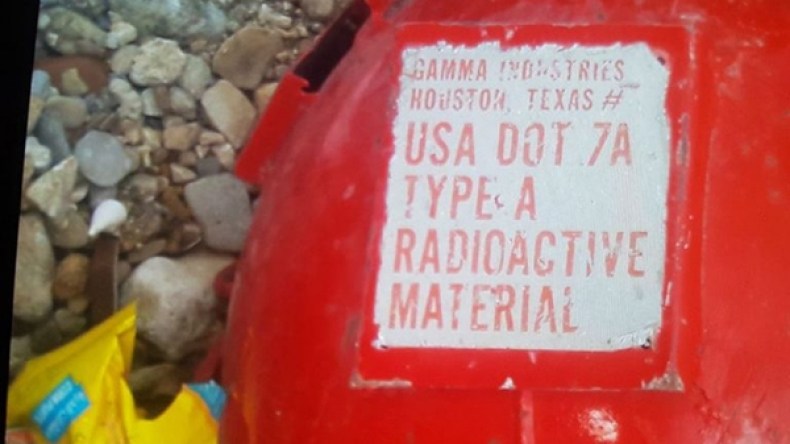 GAMMA INDUSTRIES
HOUSTON, TEXAS #
USA DOT 7A
TYPE A
RADIOACTIVE
MATERIAL